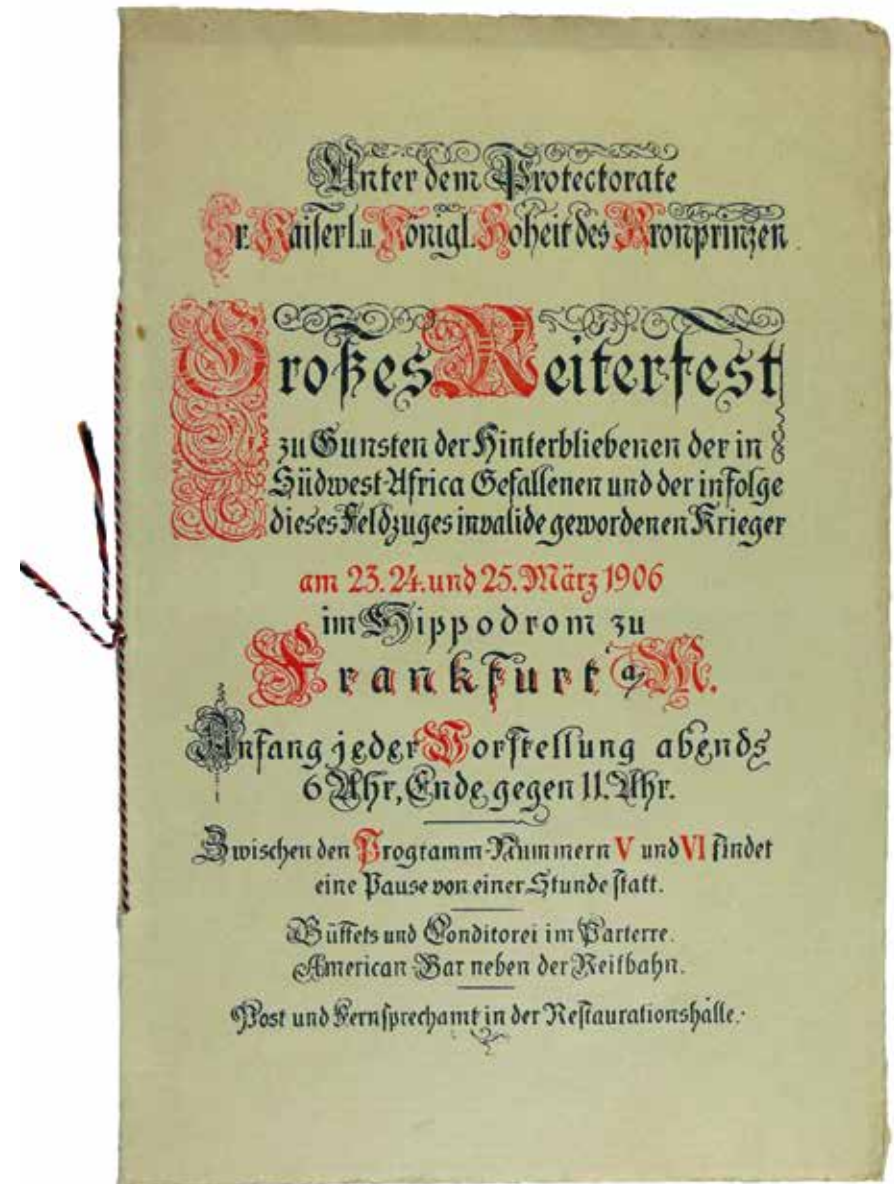 Unter dem Protectorate
Sr. Kaiserl. u. Königl. Hoheit des Kronprinzen.
Großes Reiterfest
zu Gunsten der Hinterbliebenen der in
Südwest-Africa Gefallenen und der infolge
dieses Feldzuges invalide gewordenen Krieger
am 23. 24. und 25. März 1906
im Hippodrom zu
Frankfurt a/M.
Anfang jeder Vorstellung abends
6 Uhr, Ende gegen 11. Uhr.
Zwischen den Programm-Nummern V und VI findet
eine Pause von einer Stunde statt.
Büffets und Conditorei im Parterre.
American-Bar neben der Reitbahn.
Post und Fernsprechamt in der Restaurationshalle.